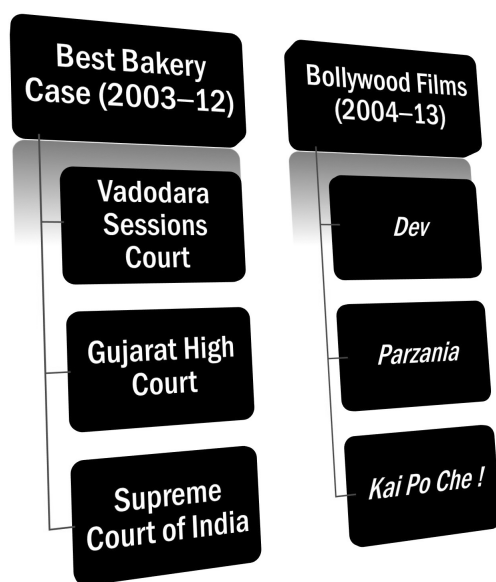 Best Bakery
Case (2003–12)
Vadodara
Sessions
Court
Gujarat High
Court
Supreme
Court of India
Bollywood Films
(2004–13)
Dev
Parzania
Kai Po Che !